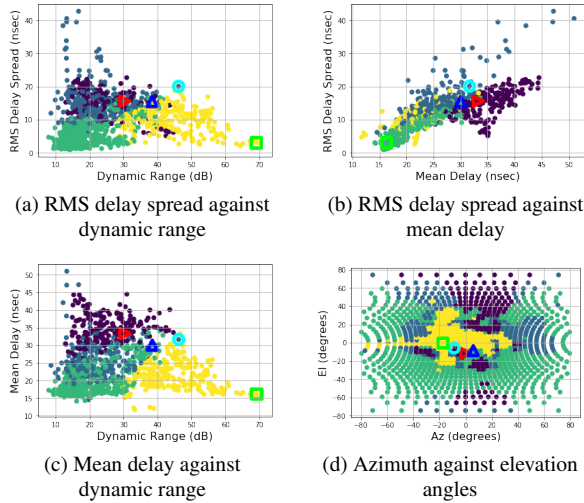 40
30
20
10
0
10 20 30 40 50 60 70
RMS Delay Spread (nsec)
Dynamic Range (dB)
(a) RMS delay spread against
dynamic range
40
30
20
10
0
10 15 20 25 30 35 40 45 50
RMS Delay Spread (nsec)
Mean Delay (nsec)
(b) RMS delay spread against
mean delay
50
45
40
35
30
25
20
15
10
10 20 30 40 50 60 70
Mean Delay (nsec)
Dynamic Range (dB)
(c) Mean delay against
dynamic range
80
60
40
20
0
−20
−40
−60
−80
−80 −60 −40 −20 0 20 40 60 80
El (degrees)
Az (degrees)
(d) Azimuth against elevation
angles